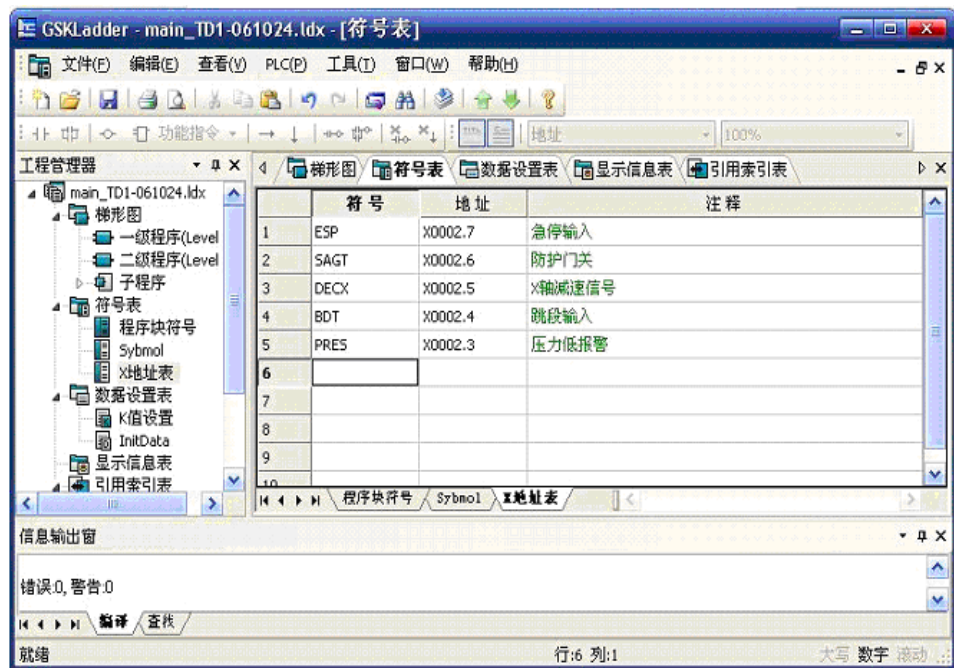 GSKLadder - main_TD1-061024.ldx - [符号表]
文件(F) 编辑(E) 查看(V) PLC(P) 工具(T) 窗口(W) 帮助(H)
功能指令 地址 100%
工程管理器
main_TD1-061024.ldx
梯形图
一级程序(Level
二级程序(Level
子程序
符号表
程序块符号
Sybmol
X地址表
数据设置表
K值设置
InitData
显示信息表
引用索引表
梯形图 符号表 数据设置表 显示信息表 引用索引表
符号 地址 注释
1 ESP X0002.7 急停输入
2 SAGT X0002.6 防护门关
3 DECX X0002.5 X轴减速信号
4 BDT X0002.4 跳段输入
5 PRES X0002.3 压力低报警
6
7
8
9
10
程序块符号 Sybmol X地址表
信息输出窗
错误:0, 警告:0
编译 查找
就绪 行:6 列:1 大写 数字 滚动